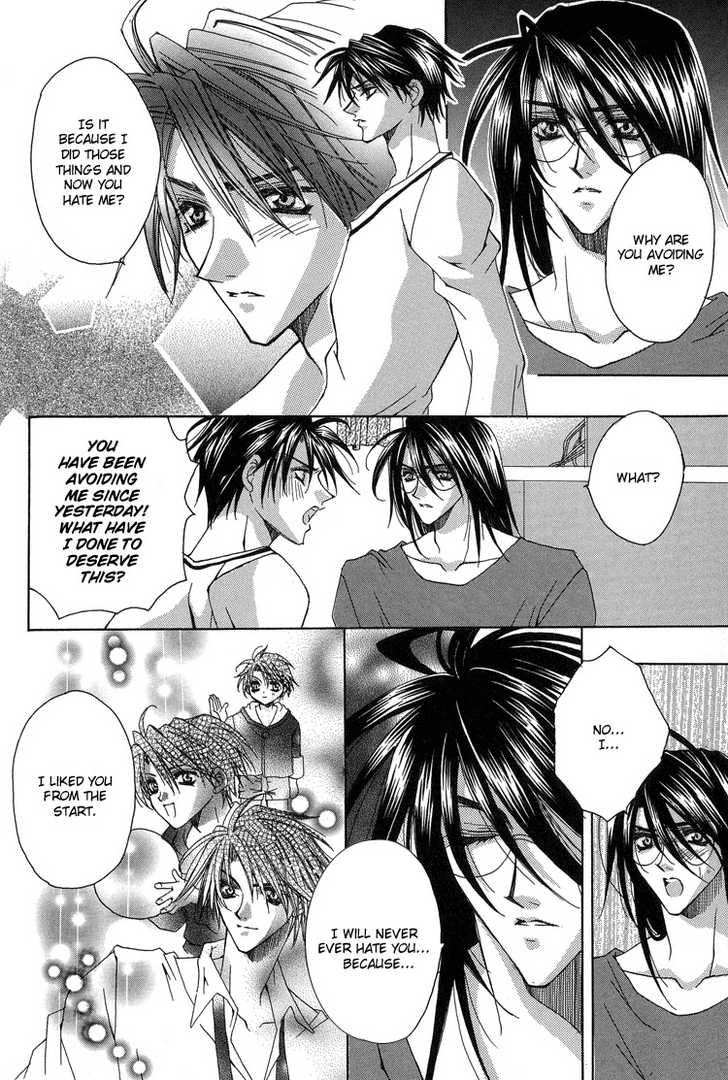 WHY ARE
YOU AVOIDING
ME?
IS IT
BECAUSE I
DID THOSE
THINGS AND
NOW YOU
HATE ME?
WHAT?
YOU
HAVE BEEN
AVOIDING
ME SINCE
YESTERDAY!
WHAT HAVE
I DONE TO
DESERVE
THIS?
NO...
I...
I WILL NEVER
EVER HATE YOU...
BECAUSE...
I LIKED YOU
FROM THE
START.